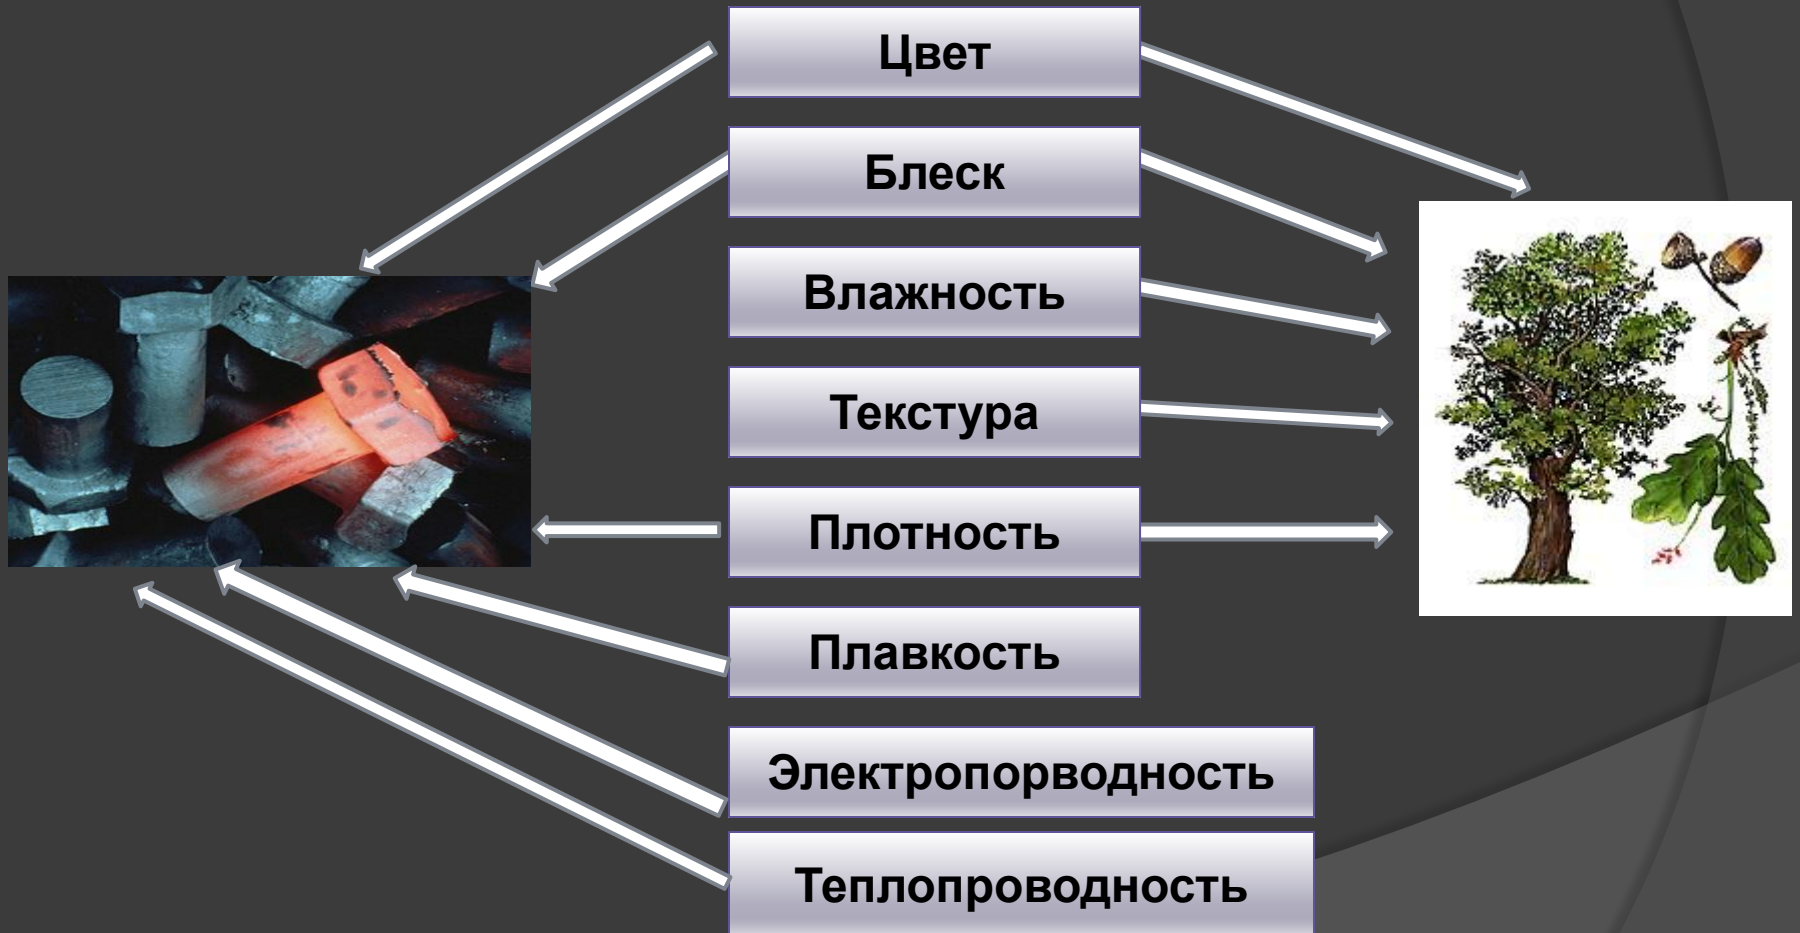 Цвет
Блеск
Влажность
Текстура
Плотность
Плавкость
Электропорводность
Теплопроводность